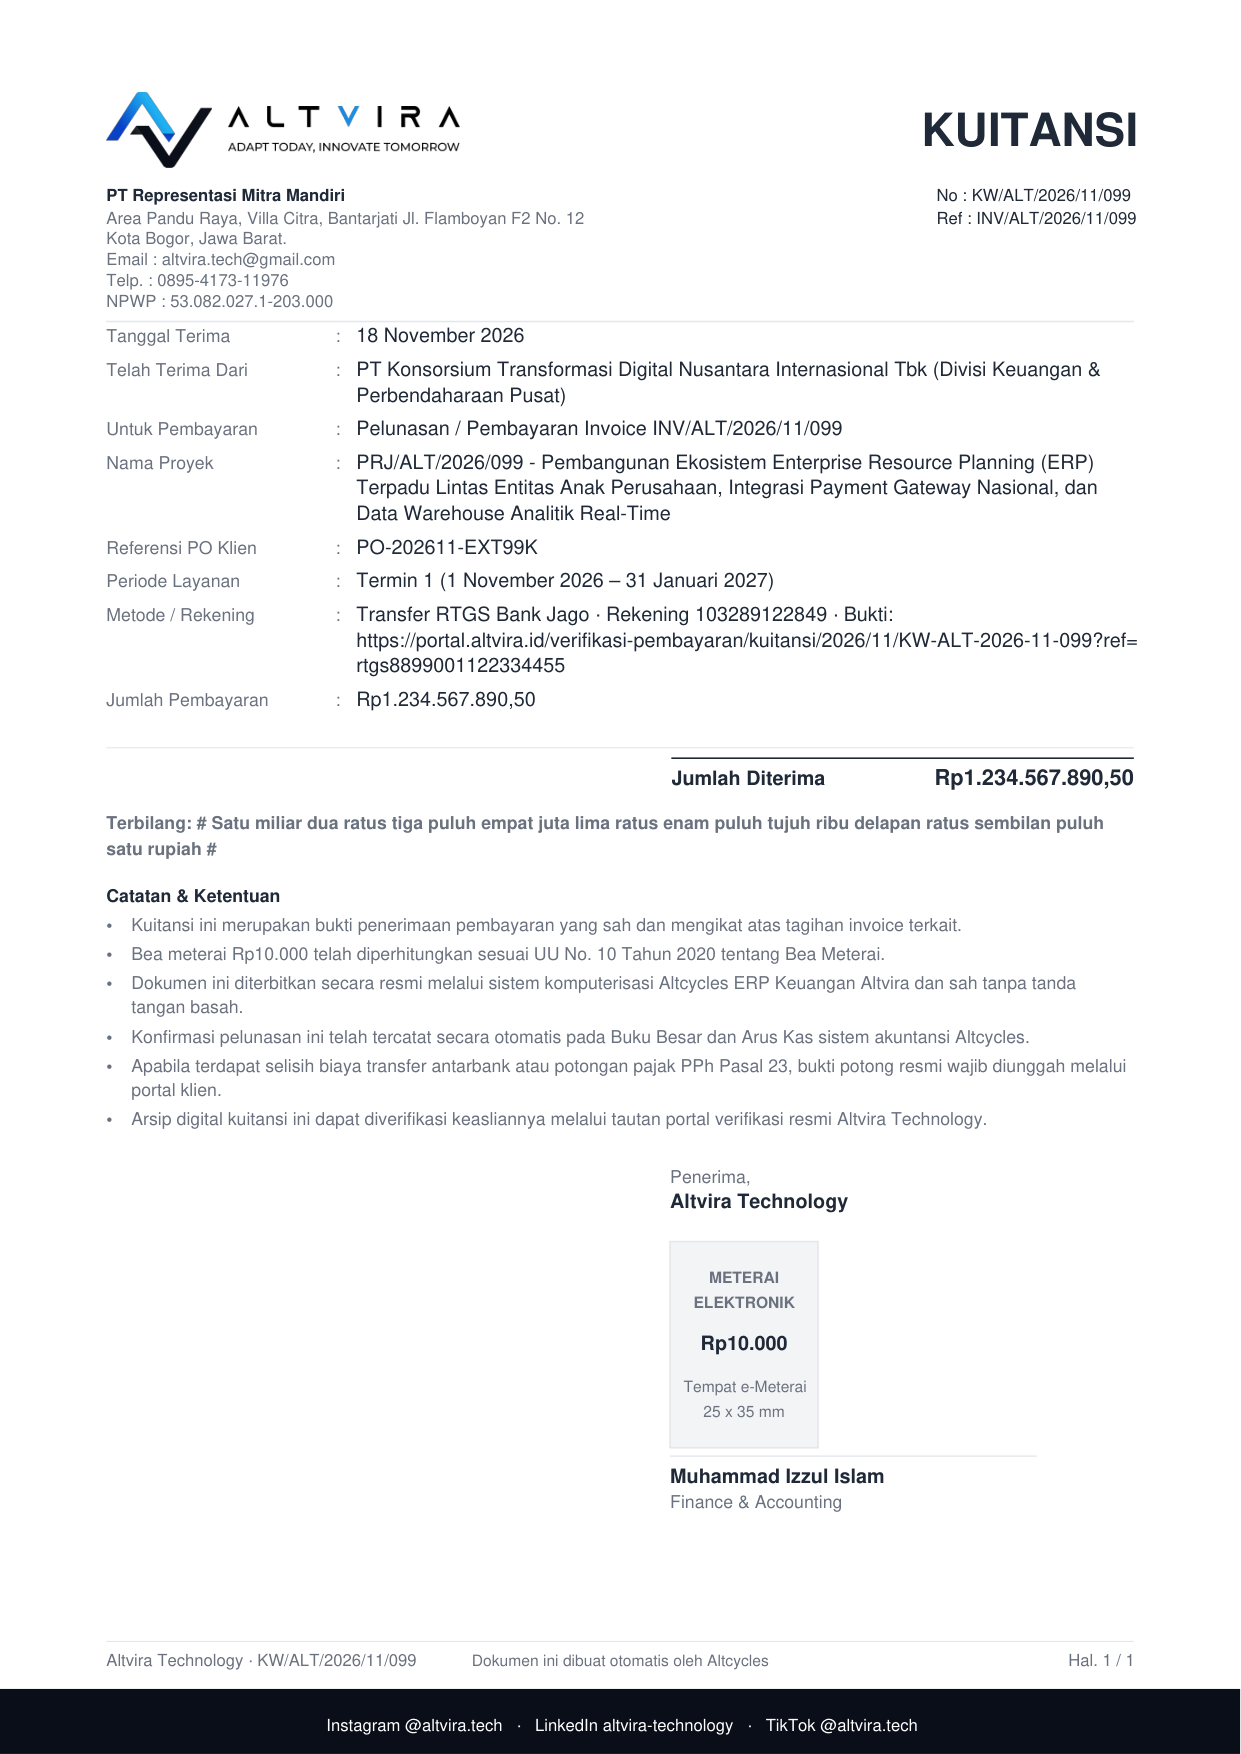 ALTVIRA
ADAPT TODAY, INNOVATE TOMORROW
KUITANSI
PT Representasi Mitra Mandiri
Area Pandu Raya, Villa Citra, Bantarjati Jl. Flamboyan F2 No. 12
Kota Bogor, Jawa Barat.
Email : altvira.tech@gmail.com
Telp. : 0895-4173-11976
NPWP : 53.082.027.1-203.000
No : KW/ALT/2026/11/099
Ref : INV/ALT/2026/11/099
Tanggal Terima : 18 November 2026
Telah Terima Dari : PT Konsorsium Transformasi Digital Nusantara Internasional Tbk (Divisi Keuangan &
Perbendaharaan Pusat)
Untuk Pembayaran : Pelunasan / Pembayaran Invoice INV/ALT/2026/11/099
Nama Proyek : PRJ/ALT/2026/099 - Pembangunan Ekosistem Enterprise Resource Planning (ERP)
Terpadu Lintas Entitas Anak Perusahaan, Integrasi Payment Gateway Nasional, dan
Data Warehouse Analitik Real-Time
Referensi PO Klien : PO-202611-EXT99K
Periode Layanan : Termin 1 (1 November 2026 – 31 Januari 2027)
Metode / Rekening : Transfer RTGS Bank Jago · Rekening 103289122849 · Bukti:
https://portal.altvira.id/verifikasi-pembayaran/kuitansi/2026/11/KW-ALT-2026-11-099?ref=
rtgs8899001122334455
Jumlah Pembayaran : Rp1.234.567.890,50
Jumlah Diterima Rp1.234.567.890,50
Terbilang: # Satu miliar dua ratus tiga puluh empat juta lima ratus enam puluh tujuh ribu delapan ratus sembilan puluh
satu rupiah #
Catatan & Ketentuan
• Kuitansi ini merupakan bukti penerimaan pembayaran yang sah dan mengikat atas tagihan invoice terkait.
• Bea meterai Rp10.000 telah diperhitungkan sesuai UU No. 10 Tahun 2020 tentang Bea Meterai.
• Dokumen ini diterbitkan secara resmi melalui sistem komputerisasi Altcycles ERP Keuangan Altvira dan sah tanpa tanda
tangan basah.
• Konfirmasi pelunasan ini telah tercatat secara otomatis pada Buku Besar dan Arus Kas sistem akuntansi Altcycles.
• Apabila terdapat selisih biaya transfer antarbank atau potongan pajak PPh Pasal 23, bukti potong resmi wajib diunggah melalui
portal klien.
• Arsip digital kuitansi ini dapat diverifikasi keasliannya melalui tautan portal verifikasi resmi Altvira Technology.
Penerima,
Altvira Technology
METERAI
ELEKTRONIK
Rp10.000
Tempat e-Meterai
25 x 35 mm
Muhammad Izzul Islam
Finance & Accounting
Altvira Technology · KW/ALT/2026/11/099 Dokumen ini dibuat otomatis oleh Altcycles Hal. 1 / 1
Instagram @altvira.tech · LinkedIn altvira-technology · TikTok @altvira.tech